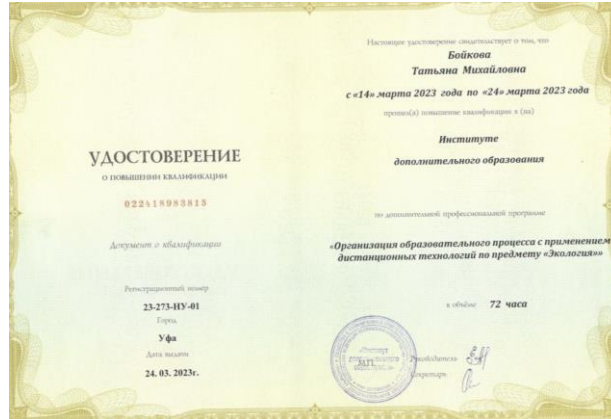 УДОСТОВЕРЕНИЕ
О ПОВЫШЕНИИ КВАЛИФИКАЦИИ
022418983815
Документ о квалификации
Регистрационный номер
23-273-НУ-01
Город
Уфа
Дата выдачи
24. 03. 2023г.
Настоящее удостоверение свидетельствует о том, что
Бойкова
Татьяна Михайловна
с «14» марта 2023 года по «24» марта 2023 года
прошел(а) повышение квалификации в (на)
Институте
дополнительного образования
по дополнительной профессиональной программе
«Организация образовательного процесса с применением
дистанционных технологий по предмету «Экология»»
в объёме 72 часа
М.П.
Руководитель
Секретарь